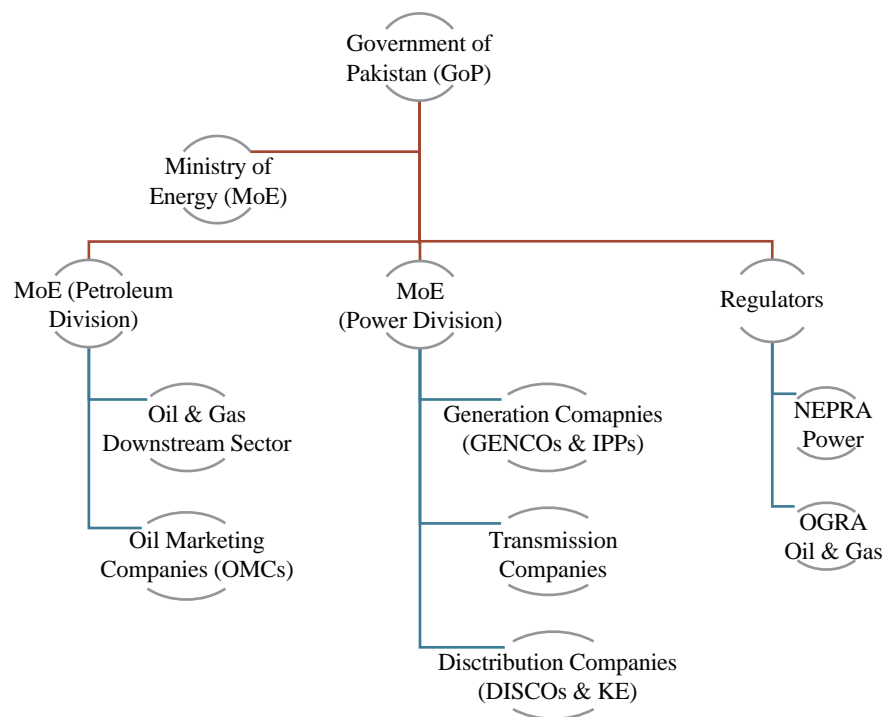 Government of
Pakistan (GoP)
Ministry of
Energy (MoE)
MoE (Petroleum
Division)
MoE
(Power Division)
Regulators
Oil & Gas
Downstream Sector
Oil Marketing
Companies (OMCs)
Generation Comapnies
(GENCOs & IPPs)
Transmission
Companies
Disctribution Companies
(DISCOs & KE)
NEPRA
Power
OGRA
Oil & Gas